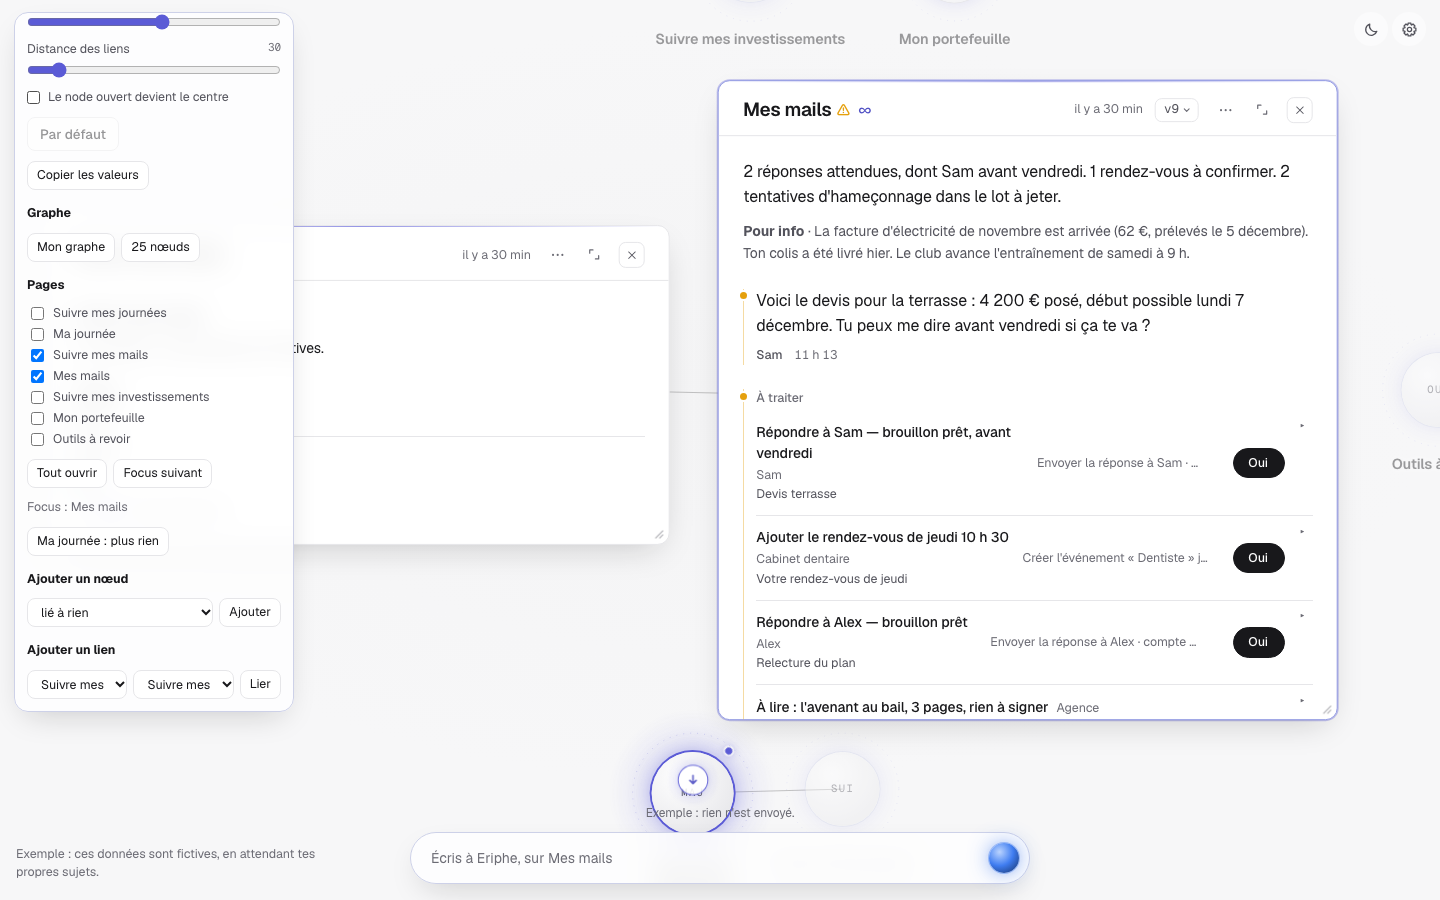 Distance des liens
30
Le node ouvert devient le centre
Par défaut
Copier les valeurs
Graphe
Mon graphe
25 nœuds
Pages
Suivre mes journées
Ma journée
Suivre mes mails
Mes mails
Suivre mes investissements
Mon portefeuille
Outils à revoir
Tout ouvrir
Focus suivant
Focus : Mes mails
Ma journée : plus rien
Ajouter un nœud
lié à rien
Ajouter
Ajouter un lien
Suivre mes
Suivre mes
Lier
Suivre mes investissements
Mon portefeuille
il y a 30 min
tives.
Mes mails
il y a 30 min
v9
2 réponses attendues, dont Sam avant vendredi. 1 rendez-vous à confirmer. 2
tentatives d'hameçonnage dans le lot à jeter.
Pour info · La facture d'électricité de novembre est arrivée (62 €, prélevés le 5 décembre).
Ton colis a été livré hier. Le club avance l'entraînement de samedi à 9 h.
Voici le devis pour la terrasse : 4 200 € posé, début possible lundi 7
décembre. Tu peux me dire avant vendredi si ça te va ?
Sam 11 h 13
À traiter
Répondre à Sam — brouillon prêt, avant
vendredi
Sam
Devis terrasse
Envoyer la réponse à Sam · …
Oui
Ajouter le rendez-vous de jeudi 10 h 30
Cabinet dentaire
Votre rendez-vous de jeudi
Créer l'événement « Dentiste » j…
Oui
Répondre à Alex — brouillon prêt
Alex
Relecture du plan
Envoyer la réponse à Alex · compte …
Oui
À lire : l'avenant au bail, 3 pages, rien à signer Agence
OU
Outils à
SUI
Exemple : rien n'est envoyé.
Écris à Eriphe, sur Mes mails
Exemple : ces données sont fictives, en attendant tes
propres sujets.